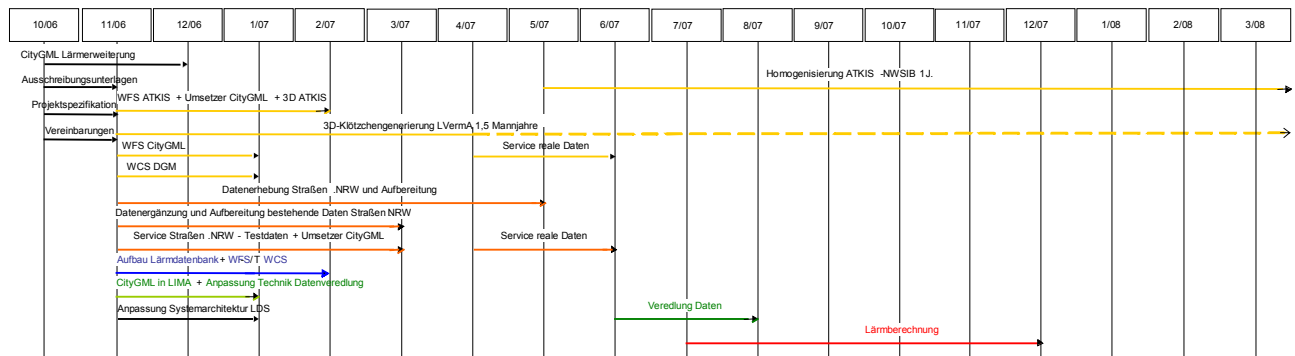 10/06 11/06 12/06 1/07 2/07 3/07 4/07 5/07 6/07 7/07 8/07 9/07 10/07 11/07 12/07 1/08 2/08 3/08
CityGML Lärmerweiterung
Homogenisierung ATKIS -NWSIB 1J.
Ausschreibungsunterlagen
WFS ATKIS + Umsetzer CityGML + 3D ATKIS
Projektspezifikation
3D-Klötzchengenerierung LVermA 1,5 Mannjahre
Vereinbarungen
WFS CityGML Service reale Daten
WCS DGM
Datenerhebung Straßen .NRW und Aufbereitung
Datenergänzung und Aufbereitung bestehende Daten Straßen NRW
Service Straßen .NRW - Testdaten + Umsetzer CityGML Service reale Daten
Aufbau Lärmdatenbank+ WFS/T WCS
CityGML in LIMA + Anpassung Technik Datenveredlung
Anpassung Systemarchitektur LDS Veredlung Daten
Lärmberechnung